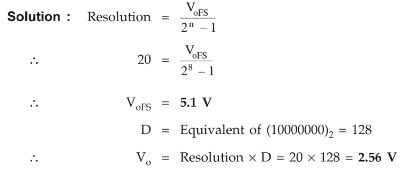 Solution : Resolution = V_oFS / (2^n – 1)
∴ 20 = V_oFS / (2^8 – 1)
∴ V_oFS = 5.1 V
D = Equivalent of (10000000)_2 = 128
∴ V_o = Resolution × D = 20 × 128 = 2.56 V